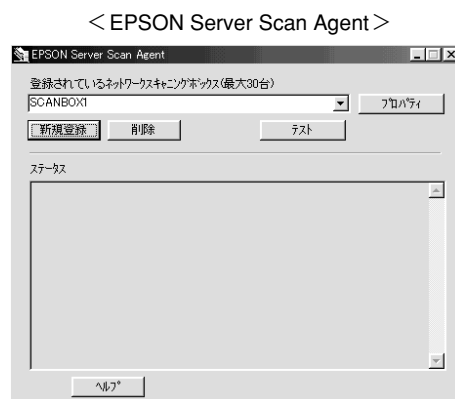 ＜EPSON Server Scan Agent＞
EPSON Server Scan Agent
登録されているﾈｯﾄﾜｰｸｽｷｬﾆﾝｸﾞﾎﾞｯｸｽ(最大30台)
SCANBOX1 ﾌﾟﾛﾊﾟﾃｨ
新規登録 削除 ﾃｽﾄ
ｽﾃｰﾀｽ
ﾍﾙﾌﾟ